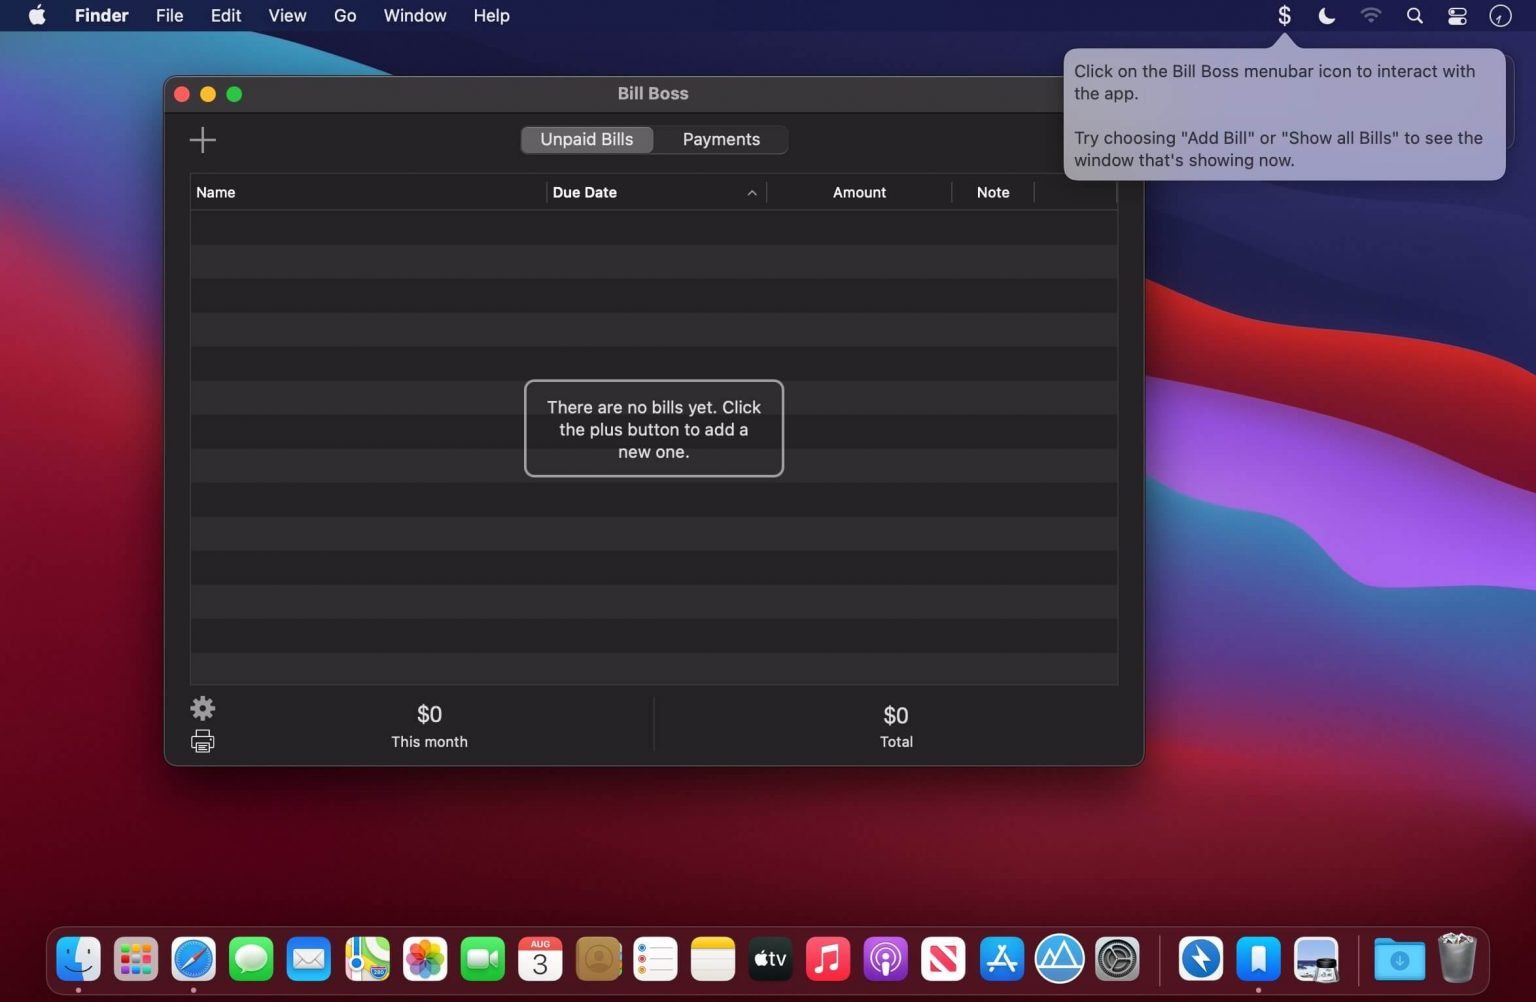 Finder File Edit View Go Window Help
$
Click on the Bill Boss menubar icon to interact with
the app.
Try choosing "Add Bill" or "Show all Bills" to see the
window that's showing now.
Bill Boss
Unpaid Bills Payments
Name Due Date Amount Note
There are no bills yet. Click
the plus button to add a
new one.
$0
This month
$0
Total
AUG
3
tv